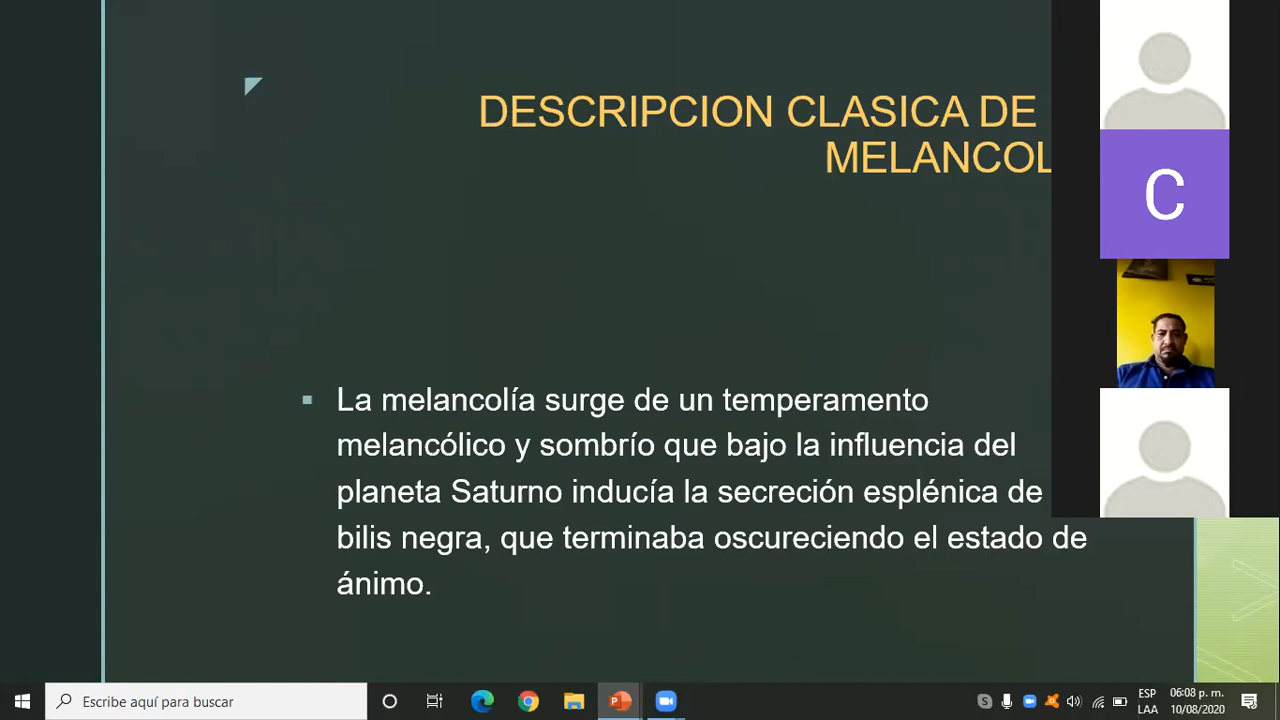 DESCRIPCION CLASICA DE
MELANCOL
C
La melancolía surge de un temperamento
melancólico y sombrío que bajo la influencia del
planeta Saturno inducía la secreción esplénica de
bilis negra, que terminaba oscureciendo el estado de
ánimo.
Escribe aquí para buscar
ESP
LAA
06:08 p. m.
10/08/2020